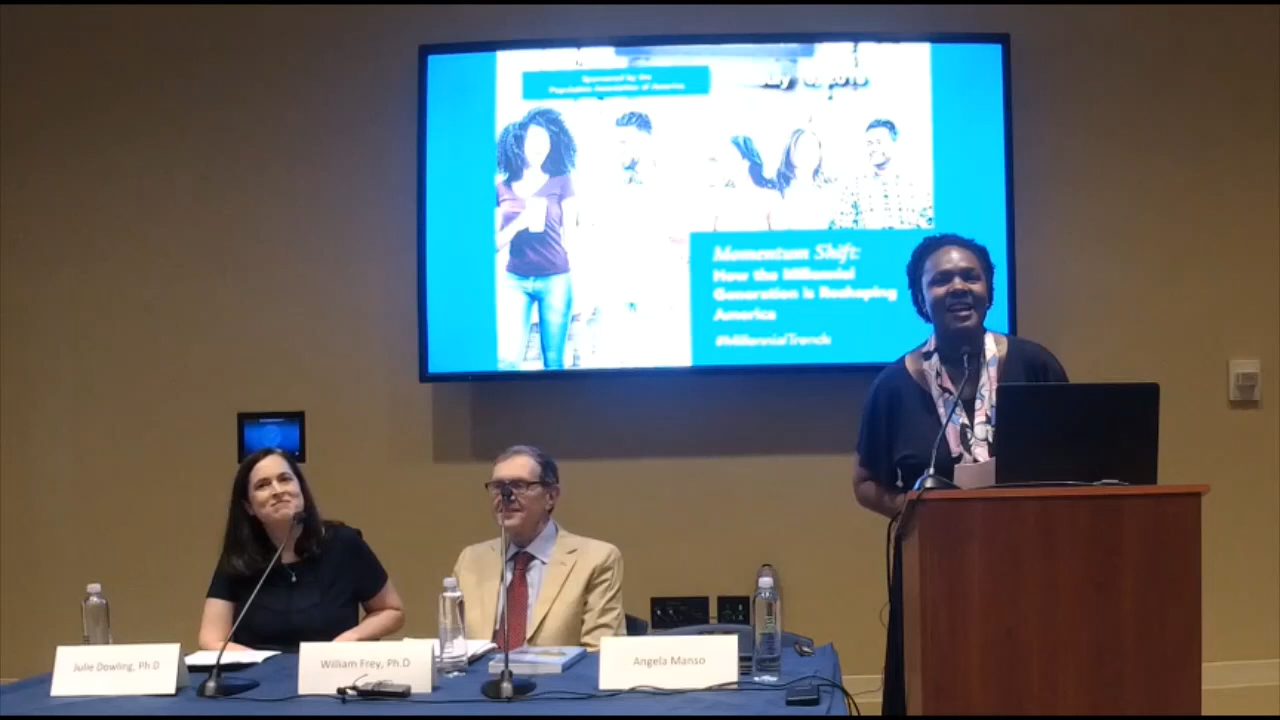 Sponsored by the
Population Association of America
Momentum Shift:
How the Millennial
Generation is Reshaping
America
#MillennialTrends
Julie Dowling, Ph.D
William Frey, Ph.D
Angela Manso